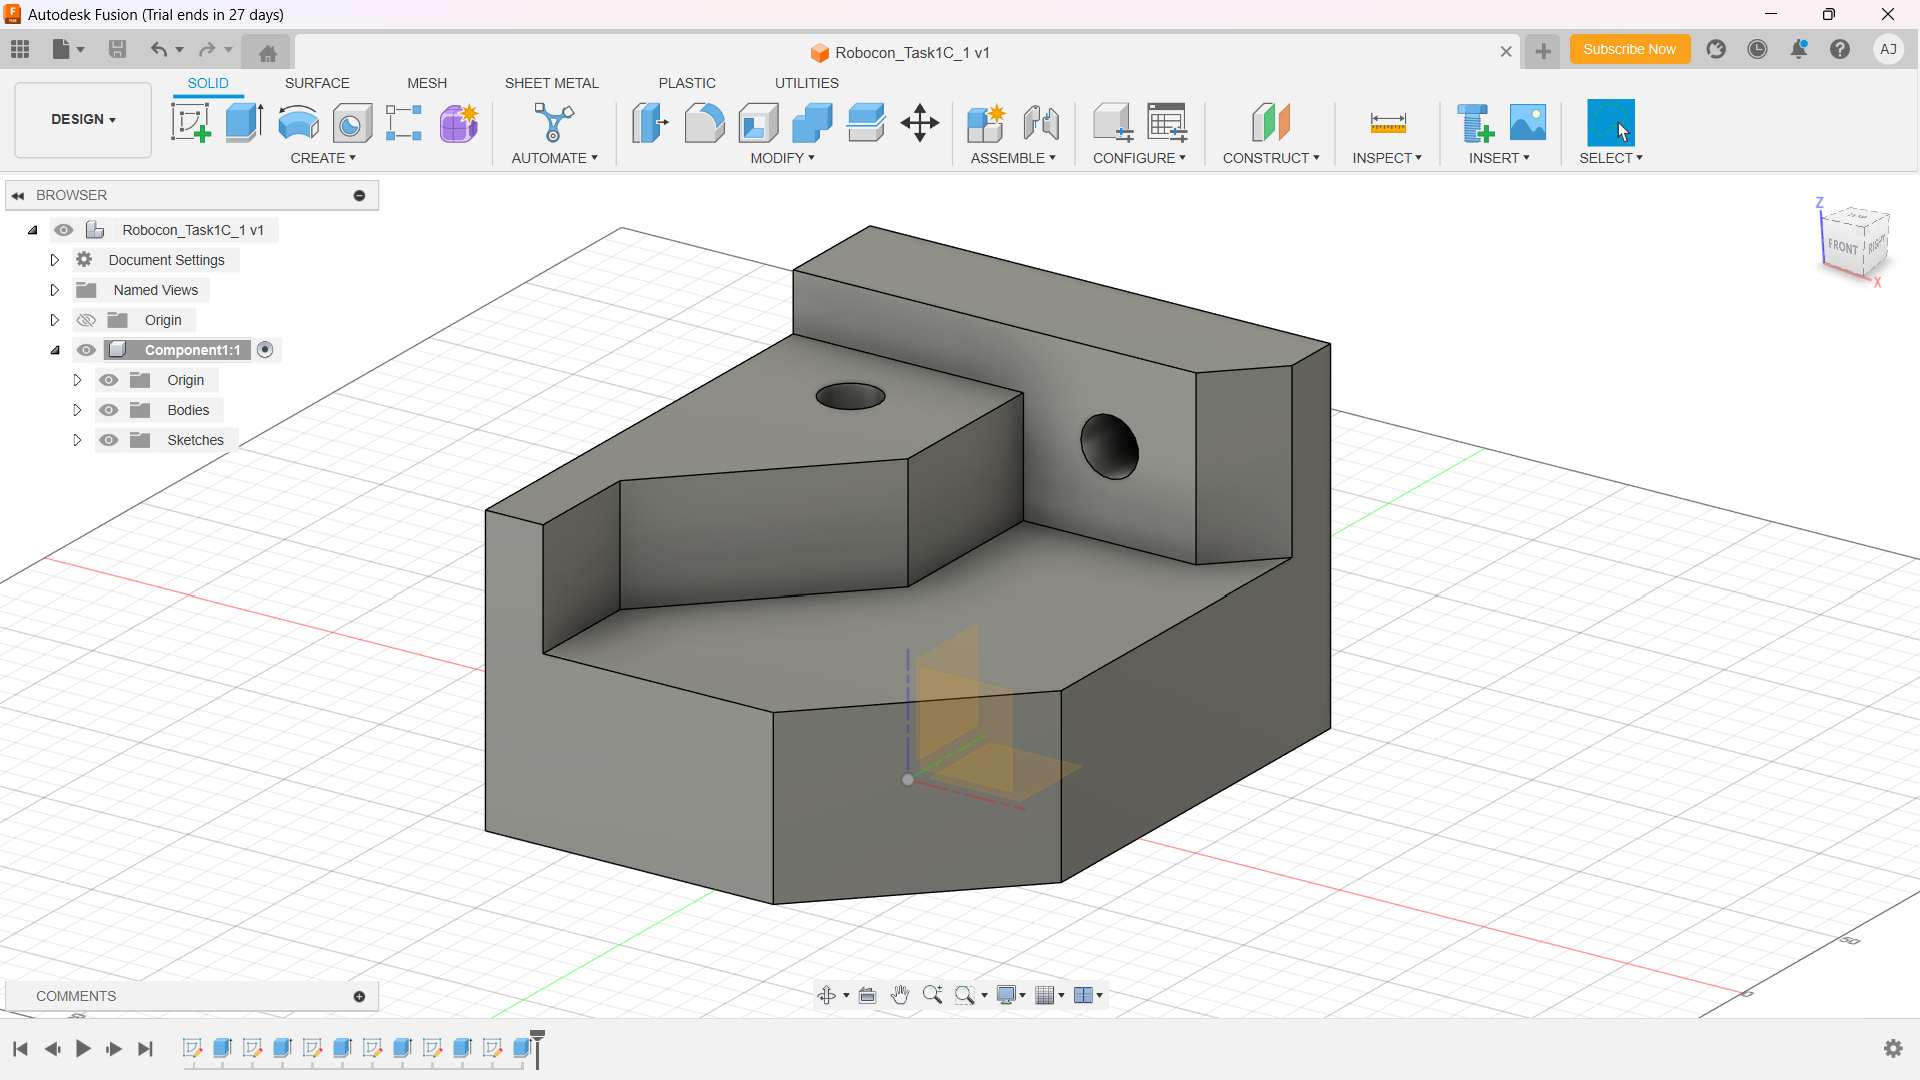 Autodesk Fusion (Trial ends in 27 days)
Robocon_Task1C_1 v1
Subscribe Now
AJ
DESIGN
SOLID SURFACE MESH SHEET METAL PLASTIC UTILITIES
CREATE AUTOMATE MODIFY ASSEMBLE CONFIGURE CONSTRUCT INSPECT INSERT SELECT
BROWSER
Robocon_Task1C_1 v1
Document Settings
Named Views
Origin
Component1:1
Origin
Bodies
Sketches
Z
FRONT
RIGHT
X
50
COMMENTS